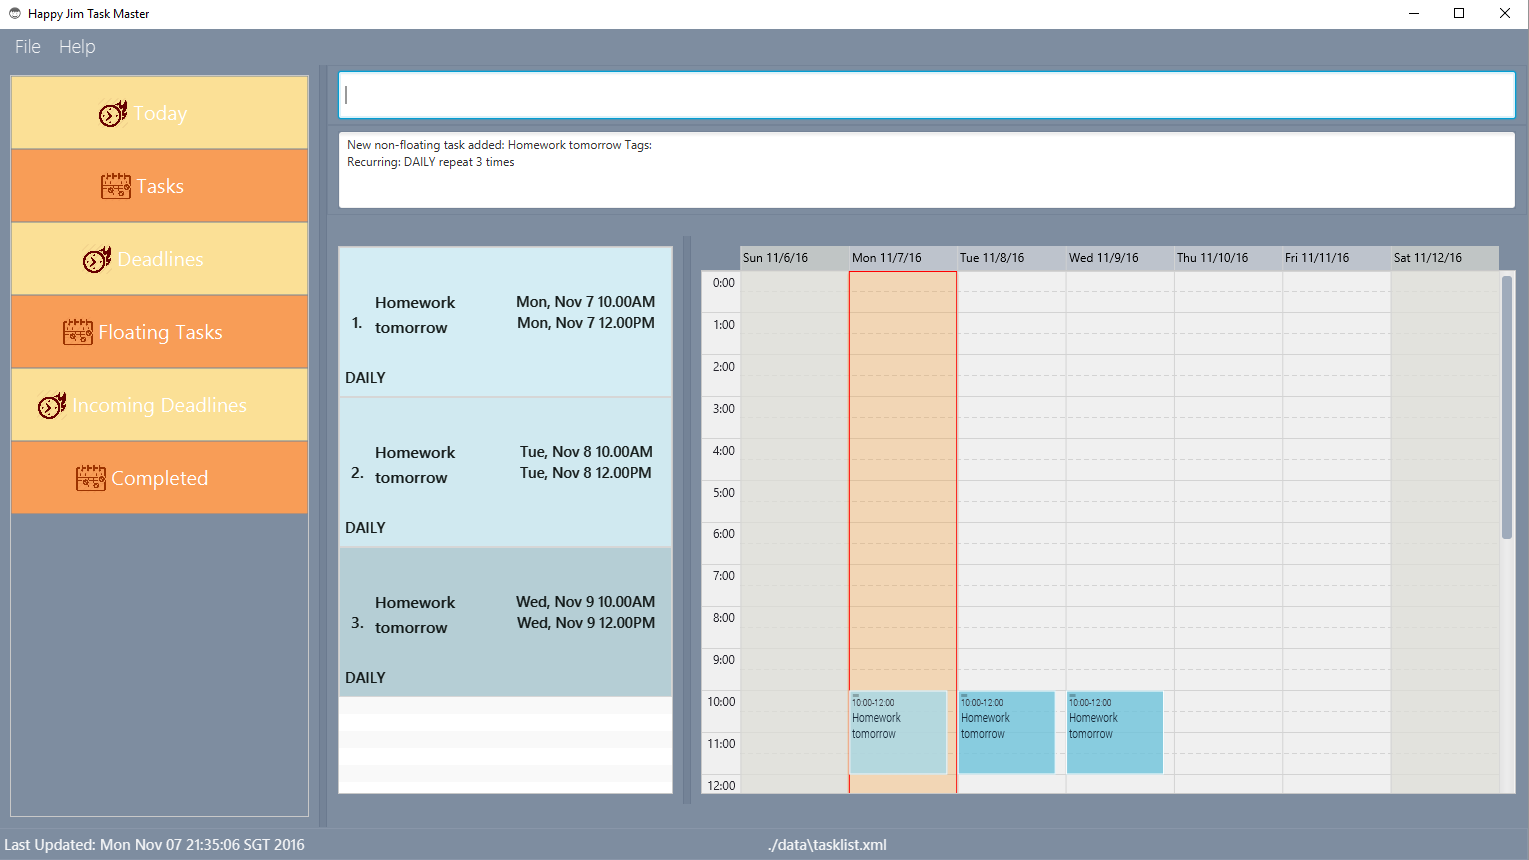 Happy Jim Task Master
File Help
Today
Tasks
Deadlines
Floating Tasks
Incoming Deadlines
Completed
New non-floating task added: Homework tomorrow Tags:
Recurring: DAILY repeat 3 times
1. Homework tomorrow
Mon, Nov 7 10.00AM
Mon, Nov 7 12.00PM
DAILY
2. Homework tomorrow
Tue, Nov 8 10.00AM
Tue, Nov 8 12.00PM
DAILY
3. Homework tomorrow
Wed, Nov 9 10.00AM
Wed, Nov 9 12.00PM
DAILY
Sun 11/6/16 Mon 11/7/16 Tue 11/8/16 Wed 11/9/16 Thu 11/10/16 Fri 11/11/16 Sat 11/12/16
0:00
1:00
2:00
3:00
4:00
5:00
6:00
7:00
8:00
9:00
10:00
11:00
12:00
10:00-12:00
Homework
tomorrow
10:00-12:00
Homework
tomorrow
10:00-12:00
Homework
tomorrow
Last Updated: Mon Nov 07 21:35:06 SGT 2016
./data\tasklist.xml